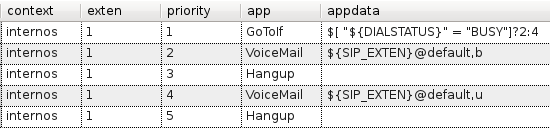 context exten priority app appdata
internos 1 1 GoToIf $[ "${DIALSTATUS}" = "BUSY"]?2:4
internos 1 2 VoiceMail ${SIP_EXTEN}@default,b
internos 1 3 Hangup
internos 1 4 VoiceMail ${SIP_EXTEN}@default,u
internos 1 5 Hangup